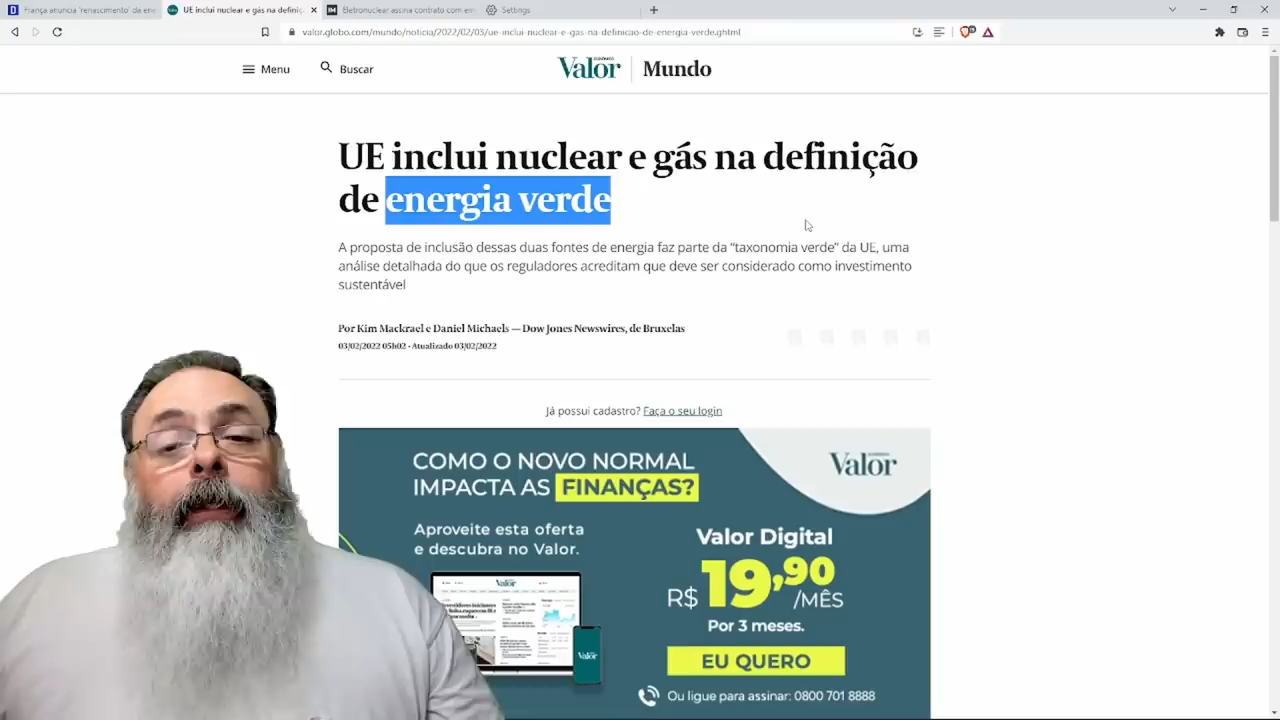 França anuncia 'renascimento' da ene
UE inclui nuclear e gás na definiç
Eletronuclear assina contrato com em
Settings
valor.globo.com/mundo/noticia/2022/02/03/ue-inclui-nuclear-e-gas-na-definicao-de-energia-verde.ghtml
Menu
Buscar
Valor
Mundo
UE inclui nuclear e gás na definição
de energia verde
A proposta de inclusão dessas duas fontes de energia faz parte da “taxonomia verde” da UE, uma
análise detalhada do que os reguladores acreditam que deve ser considerado como investimento
sustentável
Por Kim Mackrael e Daniel Michaels — Dow Jones Newswires, de Bruxelas
03/02/2022 05h02 · Atualizado 03/02/2022
Já possui cadastro? Faça o seu login
COMO O NOVO NORMAL
IMPACTA AS FINANÇAS?
Valor
Aproveite esta oferta
e descubra no Valor.
Valor Digital
R$ 19,90
/MÊS
Por 3 meses.
EU QUERO
Ou ligue para assinar: 0800 701 8888
Valor
Valor